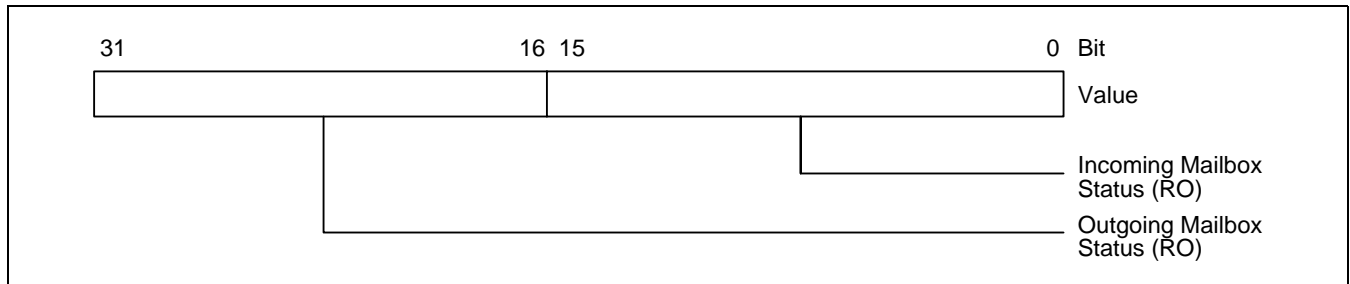 31 16 15 0 Bit
Value
Incoming Mailbox
Status (RO)
Outgoing Mailbox
Status (RO)